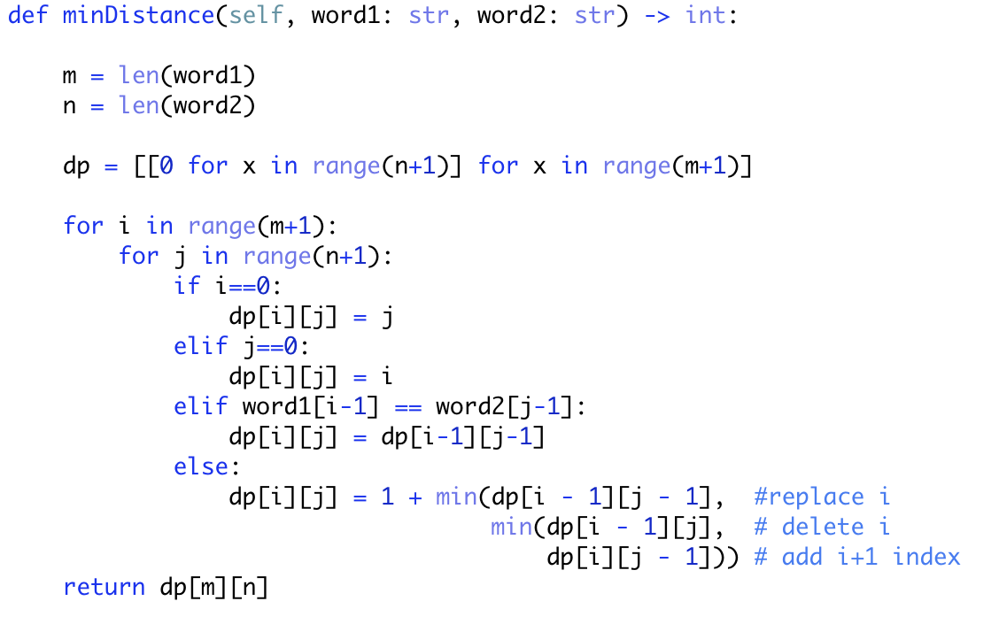 def minDistance(self, word1: str, word2: str) -> int:
    m = len(word1)
    n = len(word2)
    dp = [[0 for x in range(n+1)] for x in range(m+1)]
    for i in range(m+1):
        for j in range(n+1):
            if i==0:
                dp[i][j] = j
            elif j==0:
                dp[i][j] = i
            elif word1[i-1] == word2[j-1]:
                dp[i][j] = dp[i-1][j-1]
            else:
                dp[i][j] = 1 + min(dp[i - 1][j - 1],  #replace i
                                   min(dp[i - 1][j],  # delete i
                                       dp[i][j - 1])) # add i+1 index
    return dp[m][n]